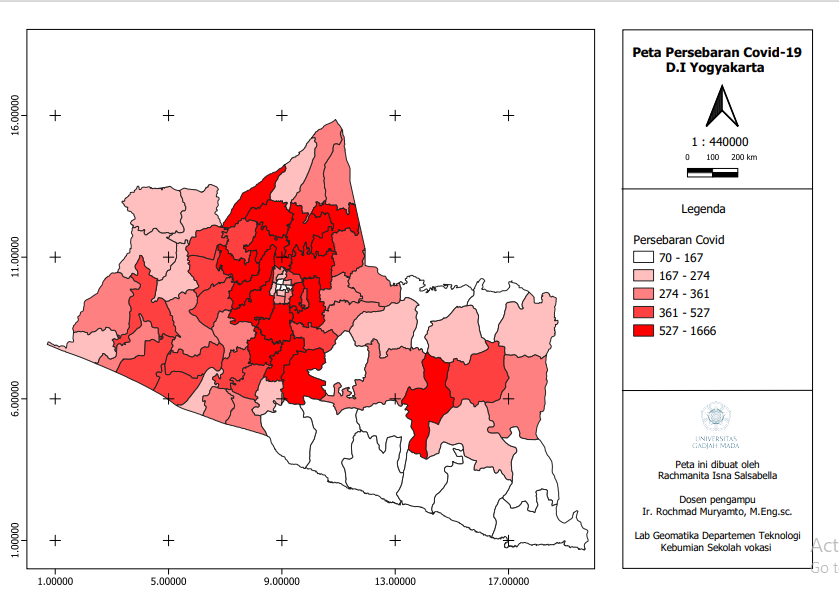 Peta Persebaran Covid-19
D.I Yogyakarta
1 : 440000
0 100 200 km
Legenda
Persebaran Covid
70 - 167
167 - 274
274 - 361
361 - 527
527 - 1666
UNIVERSITAS
GADJAH MADA
Peta ini dibuat oleh
Rachmanita Isna Salsabella
Dosen pengampu
Ir. Rochmad Muryamto, M.Eng.sc.
Lab Geomatika Departemen Teknologi
Kebumian Sekolah vokasi
16.00000
11.00000
6.00000
1.00000
1.00000 5.00000 9.00000 13.00000 17.00000
Act
Go t